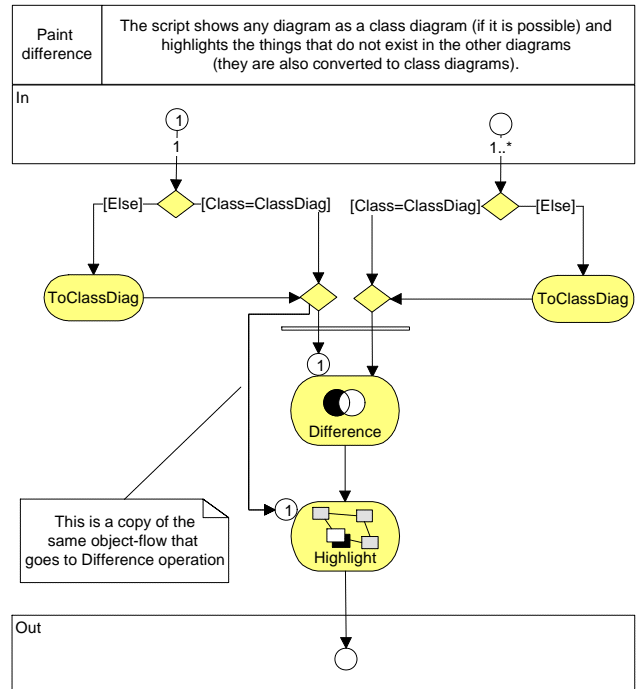 Paint
difference
The script shows any diagram as a class diagram (if it is possible) and
highlights the things that do not exist in the other diagrams
(they are also converted to class diagrams).
In
1
1
1..*
[Else]
[Class=ClassDiag]
[Class=ClassDiag]
[Else]
ToClassDiag
ToClassDiag
1
Difference
This is a copy of the
same object-flow that
goes to Difference operation
1
Highlight
Out